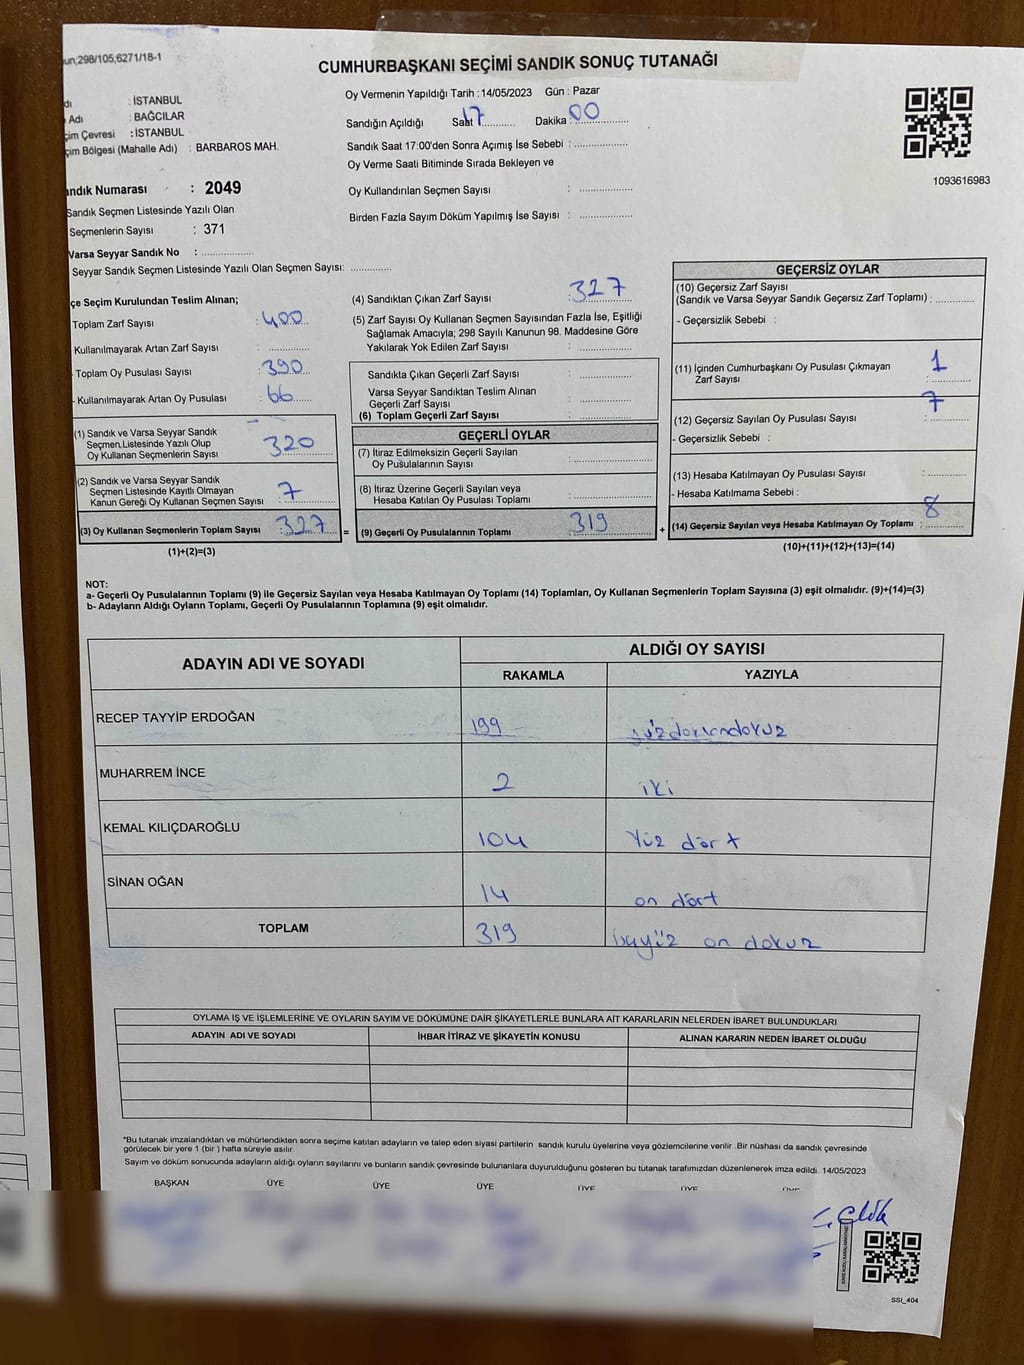 un,298/105;6271/18-1
CUMHURBAŞKANI SEÇİMİ SANDIK SONUÇ TUTANAĞI
dı : İSTANBUL
Adı : BAĞCILAR
çim Çevresi : İSTANBUL
çim Bölgesi (Mahalle Adı) : BARBAROS MAH.
Oy Vermenin Yapıldığı Tarih : 14/05/2023 Gün : Pazar
Sandığın Açıldığı Saat 17 Dakika 00
Sandık Saat 17:00'den Sonra Açımış İse Sebebi :
Oy Verme Saati Bitiminde Sırada Bekleyen ve
Oy Kullandırılan Seçmen Sayısı :
Birden Fazla Sayım Döküm Yapılmış İse Sayısı :
1093616983
ndık Numarası : 2049
Sandık Seçmen Listesinde Yazılı Olan
Seçmenlerin Sayısı : 371
Varsa Seyyar Sandık No :
Seyyar Sandık Seçmen Listesinde Yazılı Olan Seçmen Sayısı:
çe Seçim Kurulundan Teslim Alınan;
Toplam Zarf Sayısı : 400
Kullanılmayarak Artan Zarf Sayısı :
Toplam Oy Pusulası Sayısı : 390
Kullanılmayarak Artan Oy Pusulası : 66
(1) Sandık ve Varsa Seyyar Sandık
Seçmen Listesinde Yazılı Olup
Oy Kullanan Seçmenlerin Sayısı : 320
(2) Sandık ve Varsa Seyyar Sandık
Seçmen Listesinde Kayıtlı Olmayan
Kanun Gereği Oy Kullanan Seçmen Sayısı : 7
(3) Oy Kullanan Seçmenlerin Toplam Sayısı : 327 =
(1)+(2)=(3)
(4) Sandıktan Çıkan Zarf Sayısı : 327
(5) Zarf Sayısı Oy Kullanan Seçmen Sayısından Fazla İse, Eşitliği
Sağlamak Amacıyla; 298 Sayılı Kanunun 98. Maddesine Göre
Yakılarak Yok Edilen Zarf Sayısı :
Sandıkta Çıkan Geçerli Zarf Sayısı :
Varsa Seyyar Sandıktan Teslim Alınan
Geçerli Zarf Sayısı :
(6) Toplam Geçerli Zarf Sayısı :
GEÇERLİ OYLAR
(7) İtiraz Edilmeksizin Geçerli Sayılan
Oy Pusulalarının Sayısı :
(8) İtiraz Üzerine Geçerli Sayılan veya
Hesaba Katılan Oy Pusulası Toplamı :
(9) Geçerli Oy Pusulalarının Toplamı : 319 +
GEÇERSİZ OYLAR
(10) Geçersiz Zarf Sayısı
(Sandık ve Varsa Seyyar Sandık Geçersiz Zarf Toplamı) :
- Geçersizlik Sebebi :
(11) İçinden Cumhurbaşkanı Oy Pusulası Çıkmayan
Zarf Sayısı : 1
(12) Geçersiz Sayılan Oy Pusulası Sayısı : 7
- Geçersizlik Sebebi :
(13) Hesaba Katılmayan Oy Pusulası Sayısı :
- Hesaba Katılmama Sebebi :
(14) Geçersiz Sayılan veya Hesaba Katılmayan Oy Toplamı : 8
(10)+(11)+(12)+(13)=(14)
NOT:
a- Geçerli Oy Pusulalarının Toplamı (9) ile Geçersiz Sayılan veya Hesaba Katılmayan Oy Toplamı (14) Toplamları, Oy Kullanan Seçmenlerin Toplam Sayısına (3) eşit olmalıdır. (9)+(14)=(3)
b- Adayların Aldığı Oyların Toplamı, Geçerli Oy Pusulalarının Toplamına (9) eşit olmalıdır.
ADAYIN ADI VE SOYADI ALDIĞI OY SAYISI
RAKAMLA YAZIYLA
RECEP TAYYİP ERDOĞAN 199 yüzdoksandokuz
MUHARREM İNCE 2 iki
KEMAL KILIÇDAROĞLU 104 Yüz dört
SİNAN OĞAN 14 on dört
TOPLAM 319 üçyüz on dokuz
OYLAMA İŞ VE İŞLEMLERİNE VE OYLARIN SAYIM VE DÖKÜMÜNE DAİR ŞİKAYETLERLE BUNLARA AİT KARARLARIN NELERDEN İBARET BULUNDUKLARI
ADAYIN ADI VE SOYADI İHBAR İTİRAZ VE ŞİKAYETİN KONUSU ALINAN KARARIN NEDEN İBARET OLDUĞU
*Bu tutanak imzalandıktan ve mühürlendikten sonra seçime katılan adayların ve talep eden siyasi partilerin sandık kurulu üyelerine veya gözlemcilerine verilir .Bir nüshası da sandık çevresinde
görülecek bir yere 1 (bir ) hafta süreyle asılır.
Sayım ve döküm sonucunda adayların aldığı oyların sayılarını ve bunların sandık çevresinde bulunanlara duyurulduğunu gösteren bu tutanak tarafımızdan düzenlenerek imza edildi. 14/05/2023
BAŞKAN ÜYE ÜYE ÜYE ÜYE ÜYE ÜYE
Çelik
SSI_404